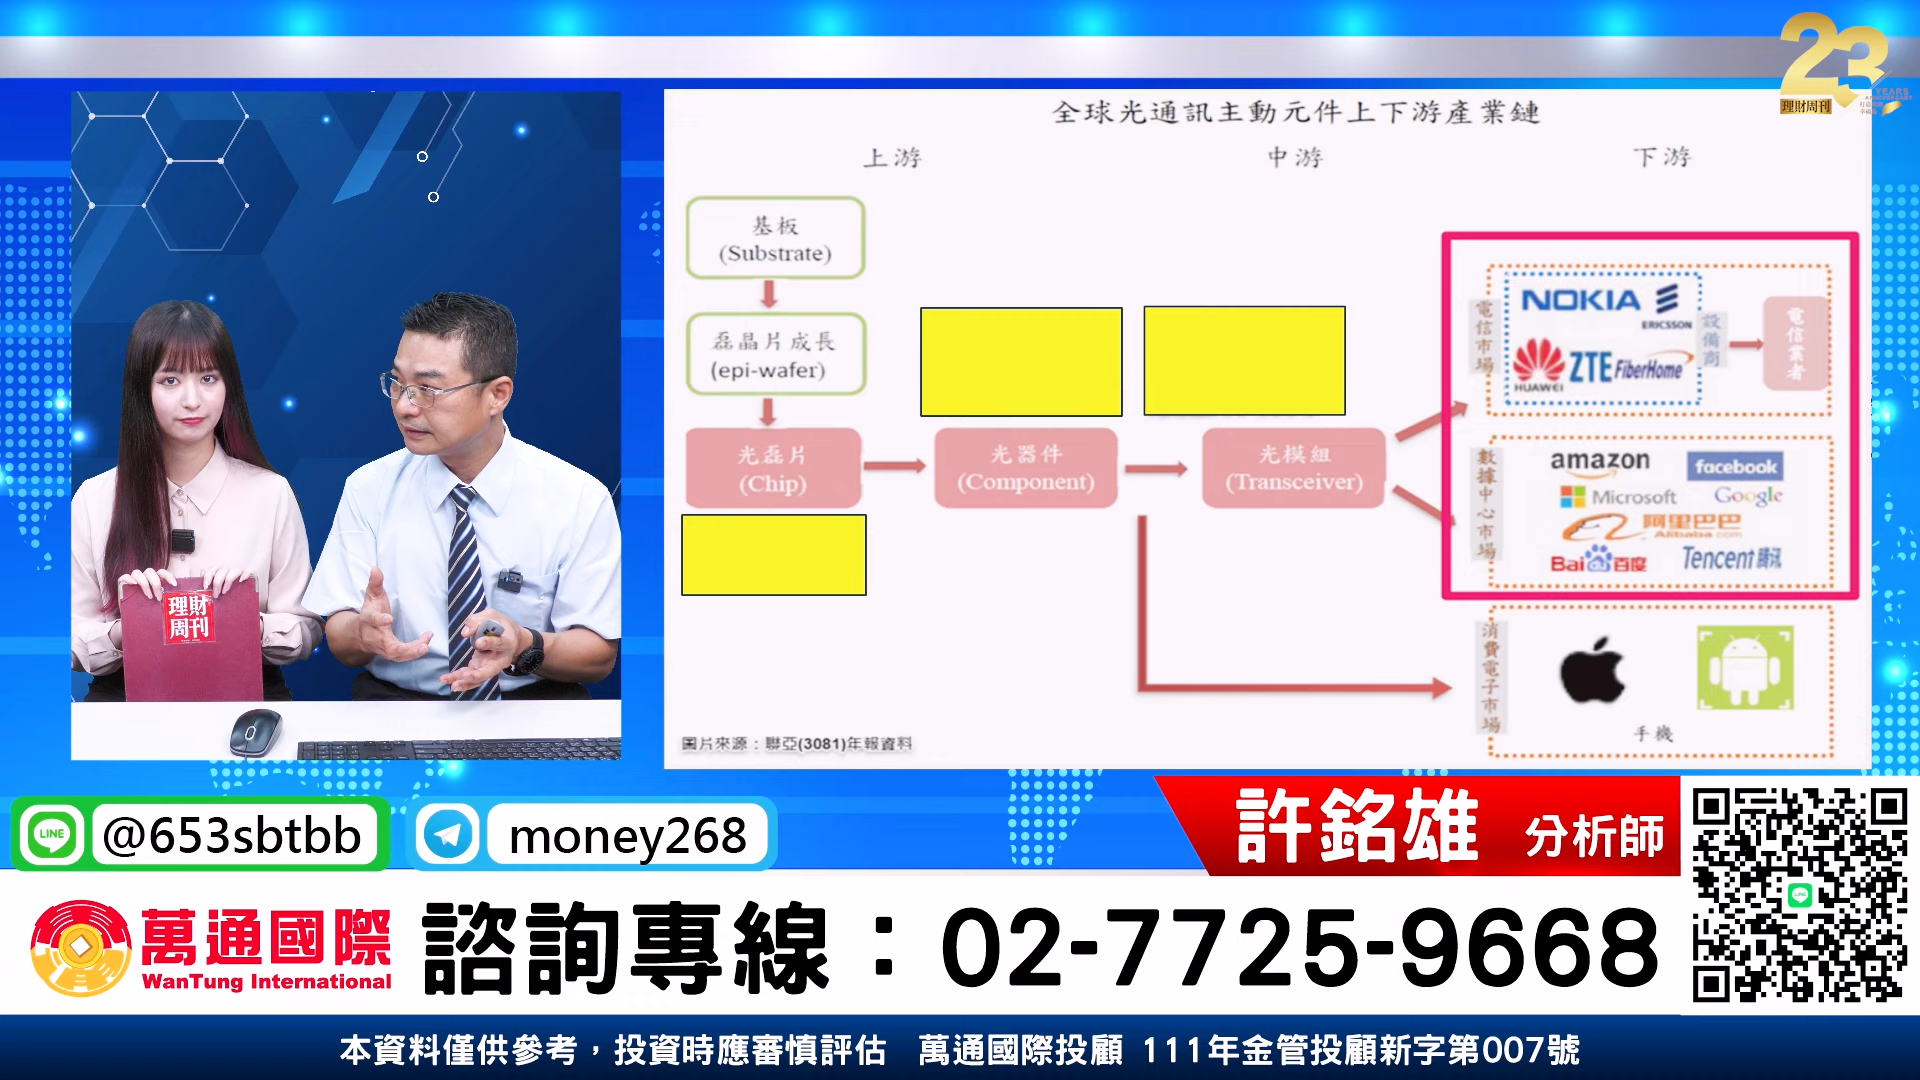 23
YEARS
理財周刊
全球光通訊主動元件上下游產業鏈
上游
中游
下游
基板
(Substrate)
磊晶片成長
(epi-wafer)
光磊片
(Chip)
光器件
(Component)
光模組
(Transceiver)
電信市場
NOKIA
ERICSSON
HUAWEI
ZTE
FiberHome
設備商
電信業者
數據中心市場
amazon
facebook
Microsoft
Google
阿里巴巴
Alibaba.com
Bai百度
Tencent腾讯
消費電子市場
手機
圖片來源：聯亞(3081)年報資料
理財
周刊
LINE
@653sbtbb
money268
許銘雄 分析師
萬通國際
WanTung International
諮詢專線：02-7725-9668
LINE
本資料僅供參考，投資時應審慎評估 萬通國際投顧 111年金管投顧新字第007號